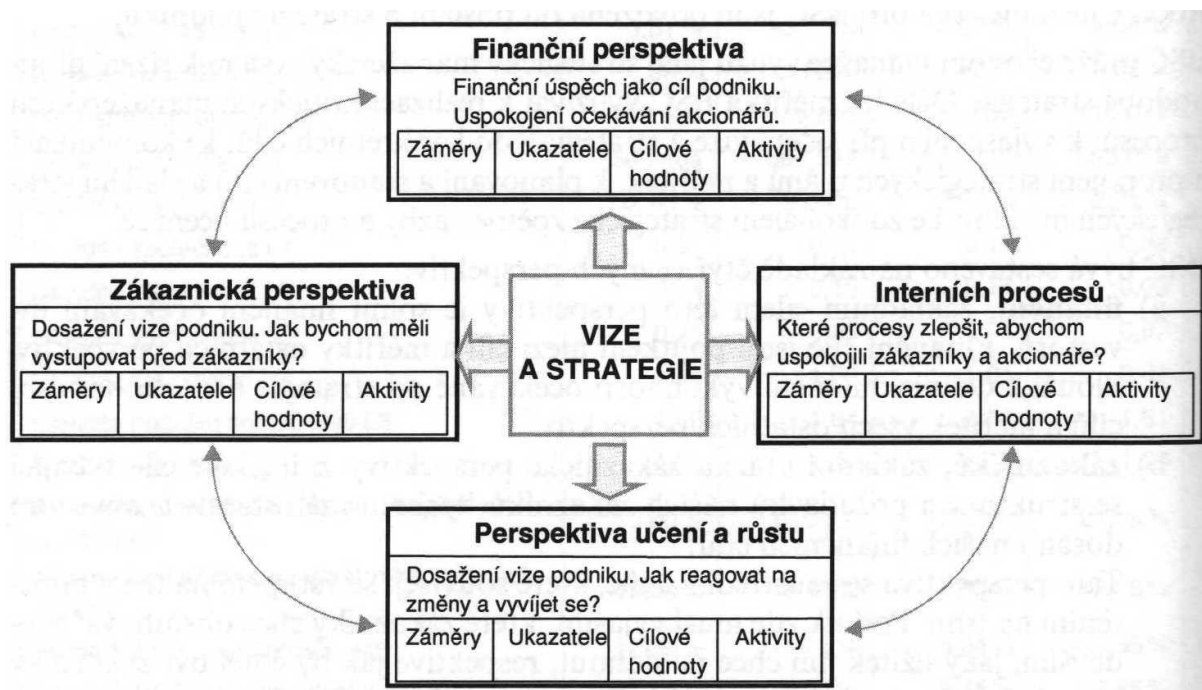 Finanční perspektiva
Finanční úspěch jako cíl podniku.
Uspokojení očekávání akcionářů.
Záměry Ukazatele Cílové Aktivity
hodnoty
Zákaznická perspektiva
Dosažení vize podniku. Jak bychom měli
vystupovat před zákazníky?
Záměry Ukazatele Cílové Aktivity
hodnoty
VIZE
A STRATEGIE
Interních procesů
Které procesy zlepšit, abychom
uspokojili zákazníky a akcionáře?
Záměry Ukazatele Cílové Aktivity
hodnoty
Perspektiva učení a růstu
Dosažení vize podniku. Jak reagovat na
změny a vyvíjet se?
Záměry Ukazatele Cílové Aktivity
hodnoty